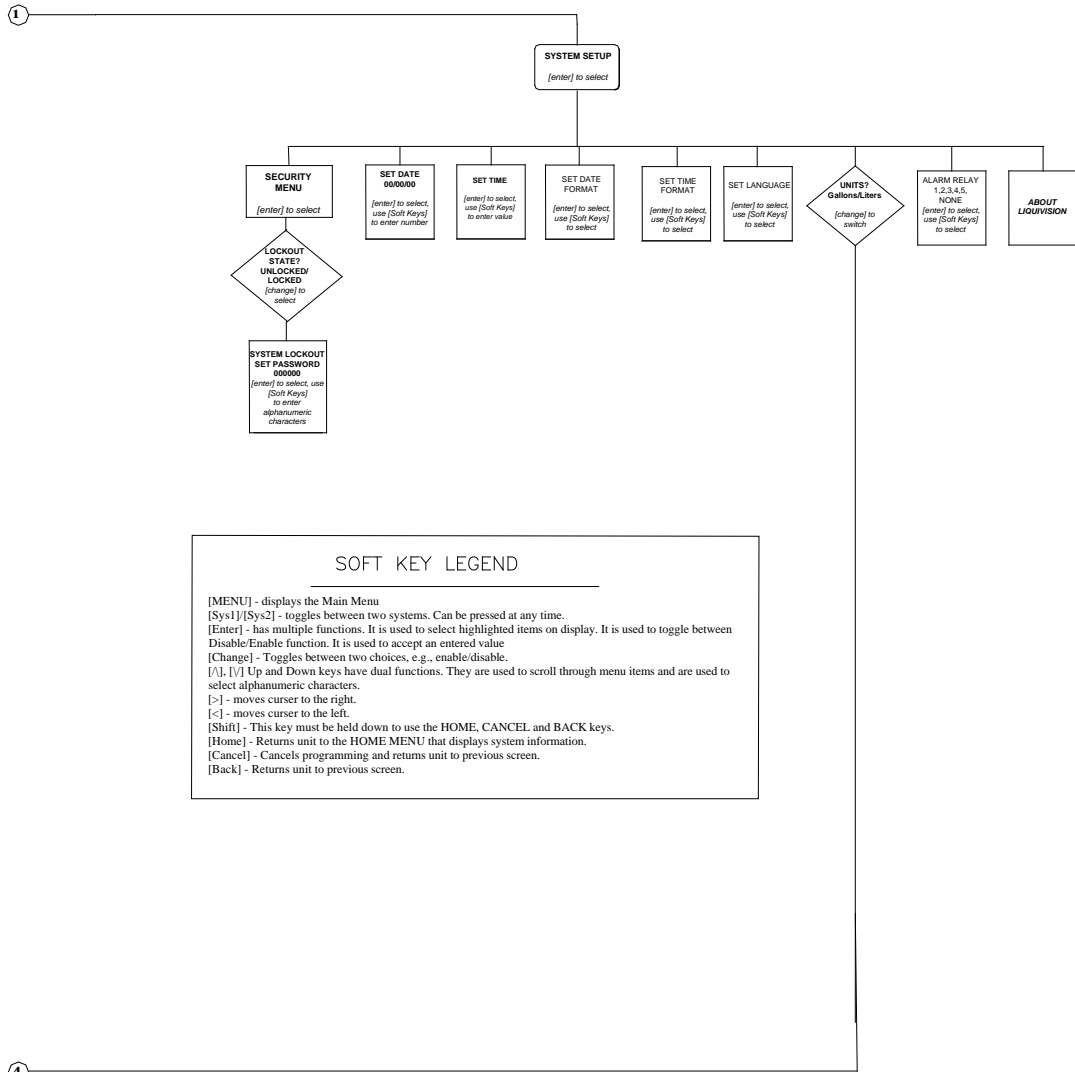 1
SYSTEM SETUP
[enter] to select
SECURITY
MENU
[enter] to select
SET DATE
00/00/00
[enter] to select,
use [Soft Keys]
to enter number
SET TIME
[enter] to select,
use [Soft Keys]
to enter value
SET DATE
FORMAT
[enter] to select,
use [Soft Keys]
to select
SET TIME
FORMAT
[enter] to select,
use [Soft Keys]
to select
SET LANGUAGE
[enter] to select,
use [Soft Keys]
to select
UNITS?
Gallons/Liters
[change] to
switch
ALARM RELAY
1,2,3,4,5,
NONE
[enter] to select,
use [Soft Keys]
to select
ABOUT
LIQUIVISION
LOCKOUT
STATE?
UNLOCKED/
LOCKED
[change] to
select
SYSTEM LOCKOUT
SET PASSWORD
000000
[enter] to select, use
[Soft Keys]
to enter
alphanumeric
characters
SOFT KEY LEGEND
[MENU] - displays the Main Menu
[Sys1]/[Sys2] - toggles between two systems. Can be pressed at any time.
[Enter] - has multiple functions. It is used to select highlighted items on display. It is used to toggle between
Disable/Enable function. It is used to accept an entered value
[Change] - Toggles between two choices, e.g., enable/disable.
[/\], [\/] Up and Down keys have dual functions. They are used to scroll through menu items and are used to
select alphanumeric characters.
[>] - moves curser to the right.
[<] - moves curser to the left.
[Shift] - This key must be held down to use the HOME, CANCEL and BACK keys.
[Home] - Returns unit to the HOME MENU that displays system information.
[Cancel] - Cancels programming and returns unit to previous screen.
[Back] - Returns unit to previous screen.
4